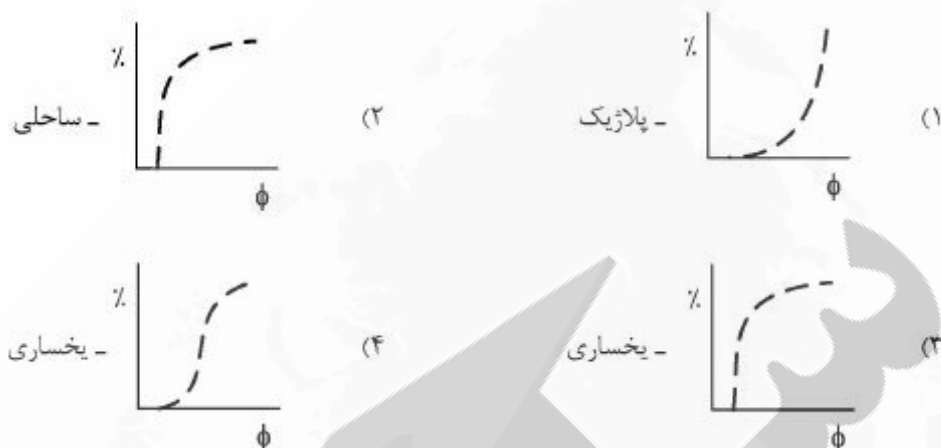 ٪
(۱ - پلاژیک
ϕ
٪
(۲ - ساحلی
ϕ
٪
(۳ - یخساری
ϕ
٪
(۴ - یخساری
ϕ